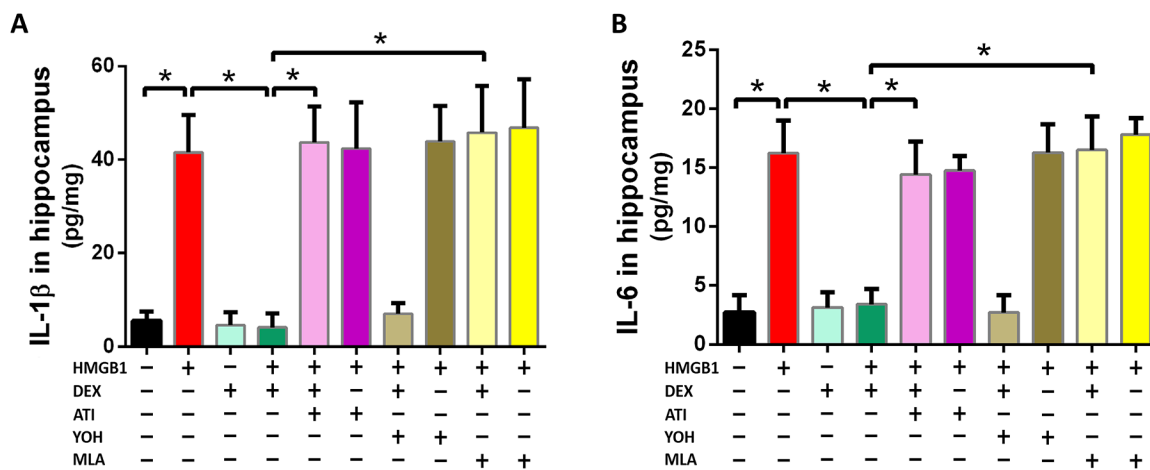 A
IL-1β in hippocampus
(pg/mg)
60
40
20
0
*
*
*
*
HMGB1 – + – + + + + + + +
DEX – – + + + – + – + –
ATI – – – – + + – – – –
YOH – – – – – – + + – –
MLA – – – – – – – – + +
B
IL-6 in hippocampus
(pg/mg)
25
20
15
10
5
0
*
*
*
*
HMGB1 – + – + + + + + + +
DEX – – + + + – + – + –
ATI – – – – + + – – – –
YOH – – – – – – + + – –
MLA – – – – – – – – + +